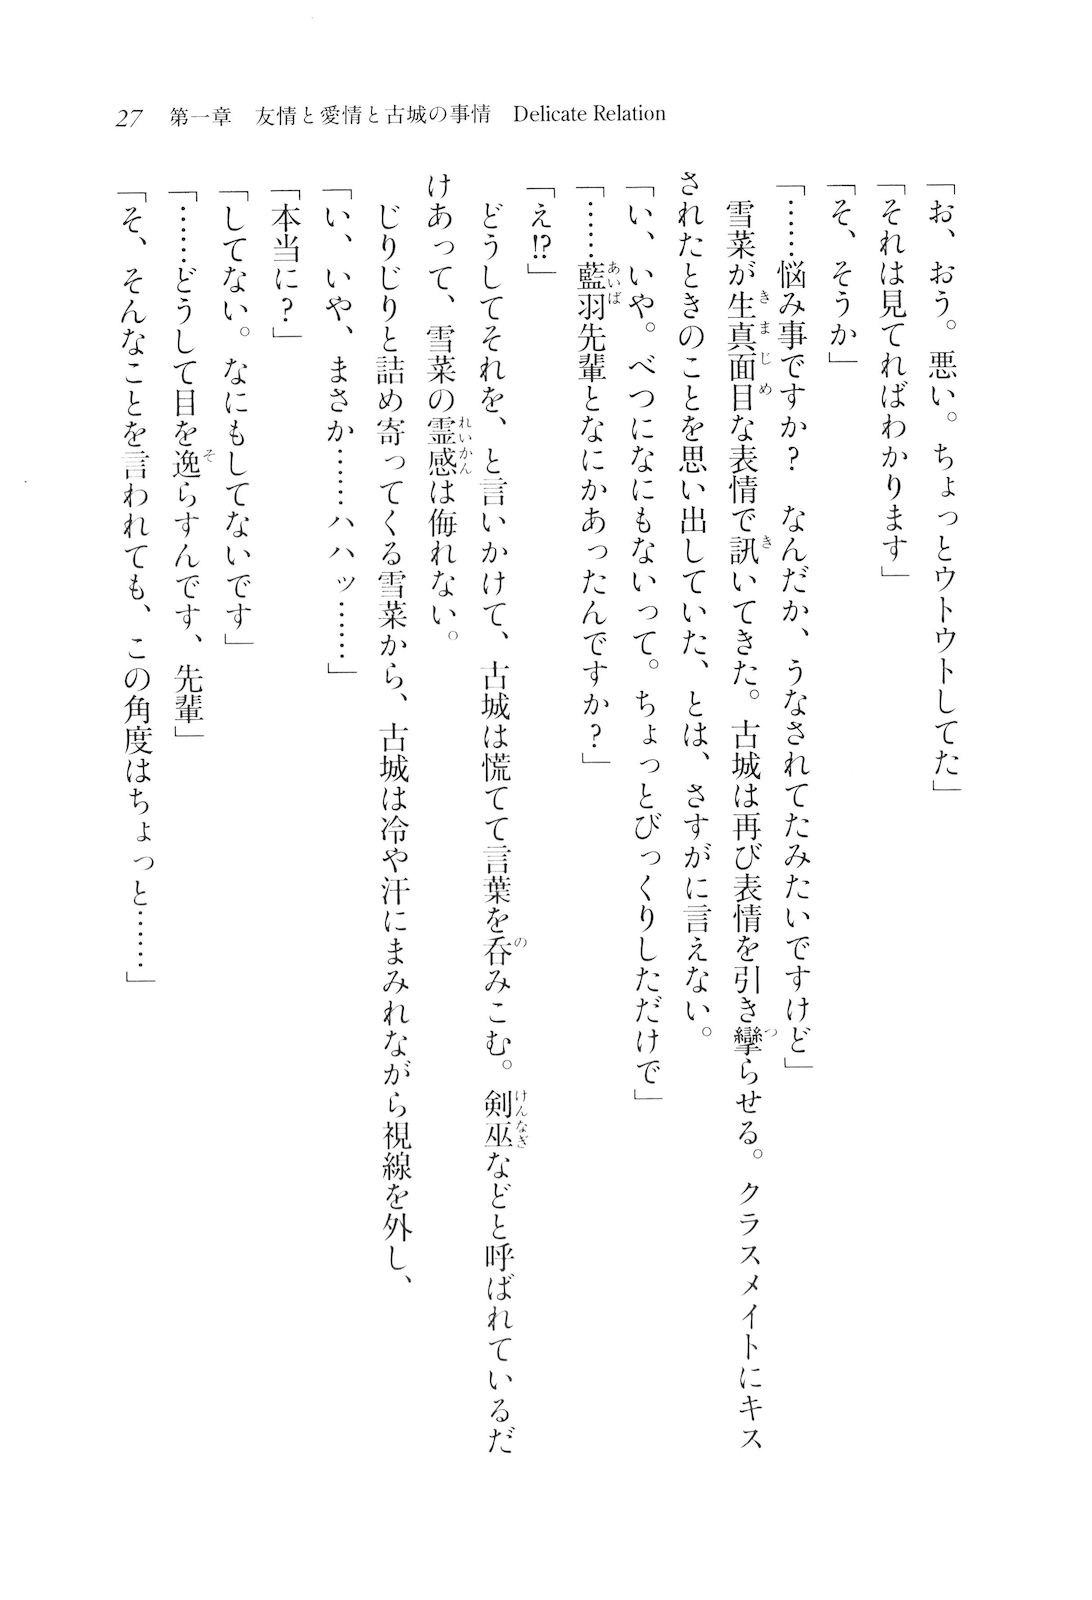 27　第一章　友情と愛情と古城の事情　Delicate Relation
「お、おう。悪い。ちょっとウトウトしてた」
「それは見てればわかります」
「そ、そうか」
「……悩み事ですか？　なんだか、うなされてたみたいですけど」
　雪菜が生真面目な表情で訊いてきた。古城は再び表情を引き攣らせる。クラスメイトにキス
されたときのことを思い出していた、とは、さすがに言えない。
「い、いや。べつになにもないって。ちょっとびっくりしただけで」
「……藍羽先輩となにかあったんですか？」
「え!?」
　どうしてそれを、と言いかけて、古城は慌てて言葉を呑みこむ。剣巫などと呼ばれているだ
けあって、雪菜の霊感は侮れない。
　じりじりと詰め寄ってくる雪菜から、古城は冷や汗にまみれながら視線を外し、
「い、いや、まさか……ハハッ……」
「本当に？」
「してない。なにもしてないです」
「……どうして目を逸らすんです、先輩」
「そ、そんなことを言われても、この角度はちょっと……」